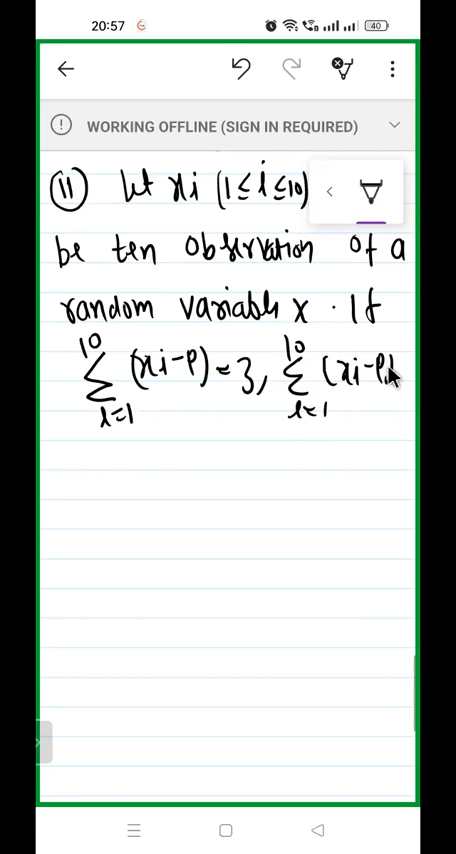 20:57 40
WORKING OFFLINE (SIGN IN REQUIRED)
(11) let xi (1 ≤ i ≤ 10)
be ten observation of a
random variable x . If
10 ∑ i=1 (xi-p) = 3, 10 ∑ i=1 (xi-p)